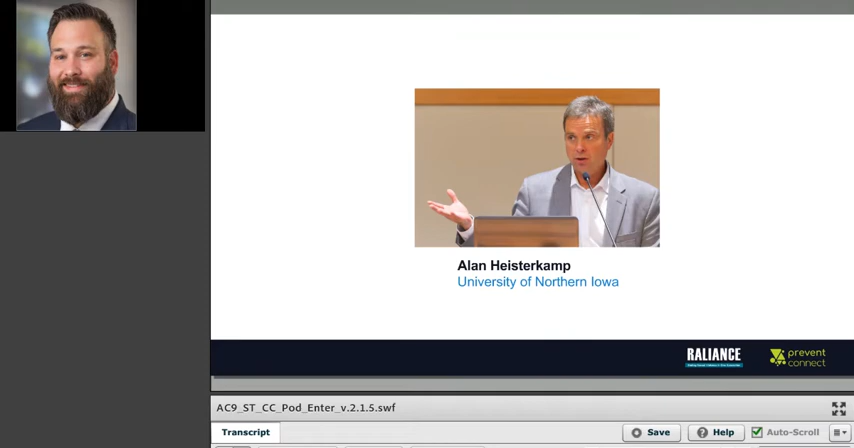 Alan Heisterkamp
University of Northern Iowa
RALIANCE
prevent
connect
AC9_ST_CC_Pod_Enter_v.2.1.5.swf
Transcript
Save
Help
Auto-Scroll